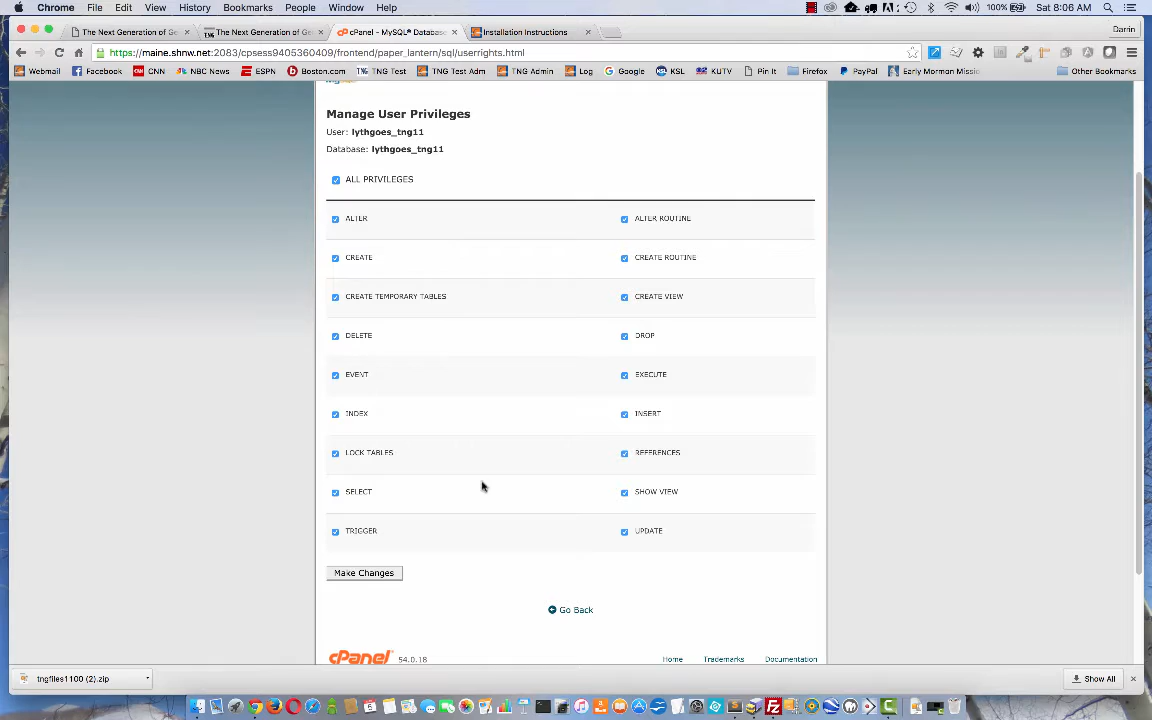 Chrome File Edit View History Bookmarks People Window Help 100% Sat 8:06 AM
The Next Generation of Ge
The Next Generation of Ge
cPanel - MySQL® Database
Installation Instructions
Darrin
https://maine.shnw.net:2083/cpsess9405360409/frontend/paper_lantern/sql/userrights.html
Webmail Facebook CNN NBC News ESPN Boston.com TNG Test TNG Test Adm TNG Admin Log Google KSL KUTV Pin It Firefox PayPal Early Mormon Missio Other Bookmarks
Manage User Privileges
User: lythgoes_tng11
Database: lythgoes_tng11
ALL PRIVILEGES
ALTER ALTER ROUTINE
CREATE CREATE ROUTINE
CREATE TEMPORARY TABLES CREATE VIEW
DELETE DROP
EVENT EXECUTE
INDEX INSERT
LOCK TABLES REFERENCES
SELECT SHOW VIEW
TRIGGER UPDATE
Make Changes
Go Back
cPanel 54.0.18 Home Trademarks Documentation
tngfiles1100 (2).zip Show All